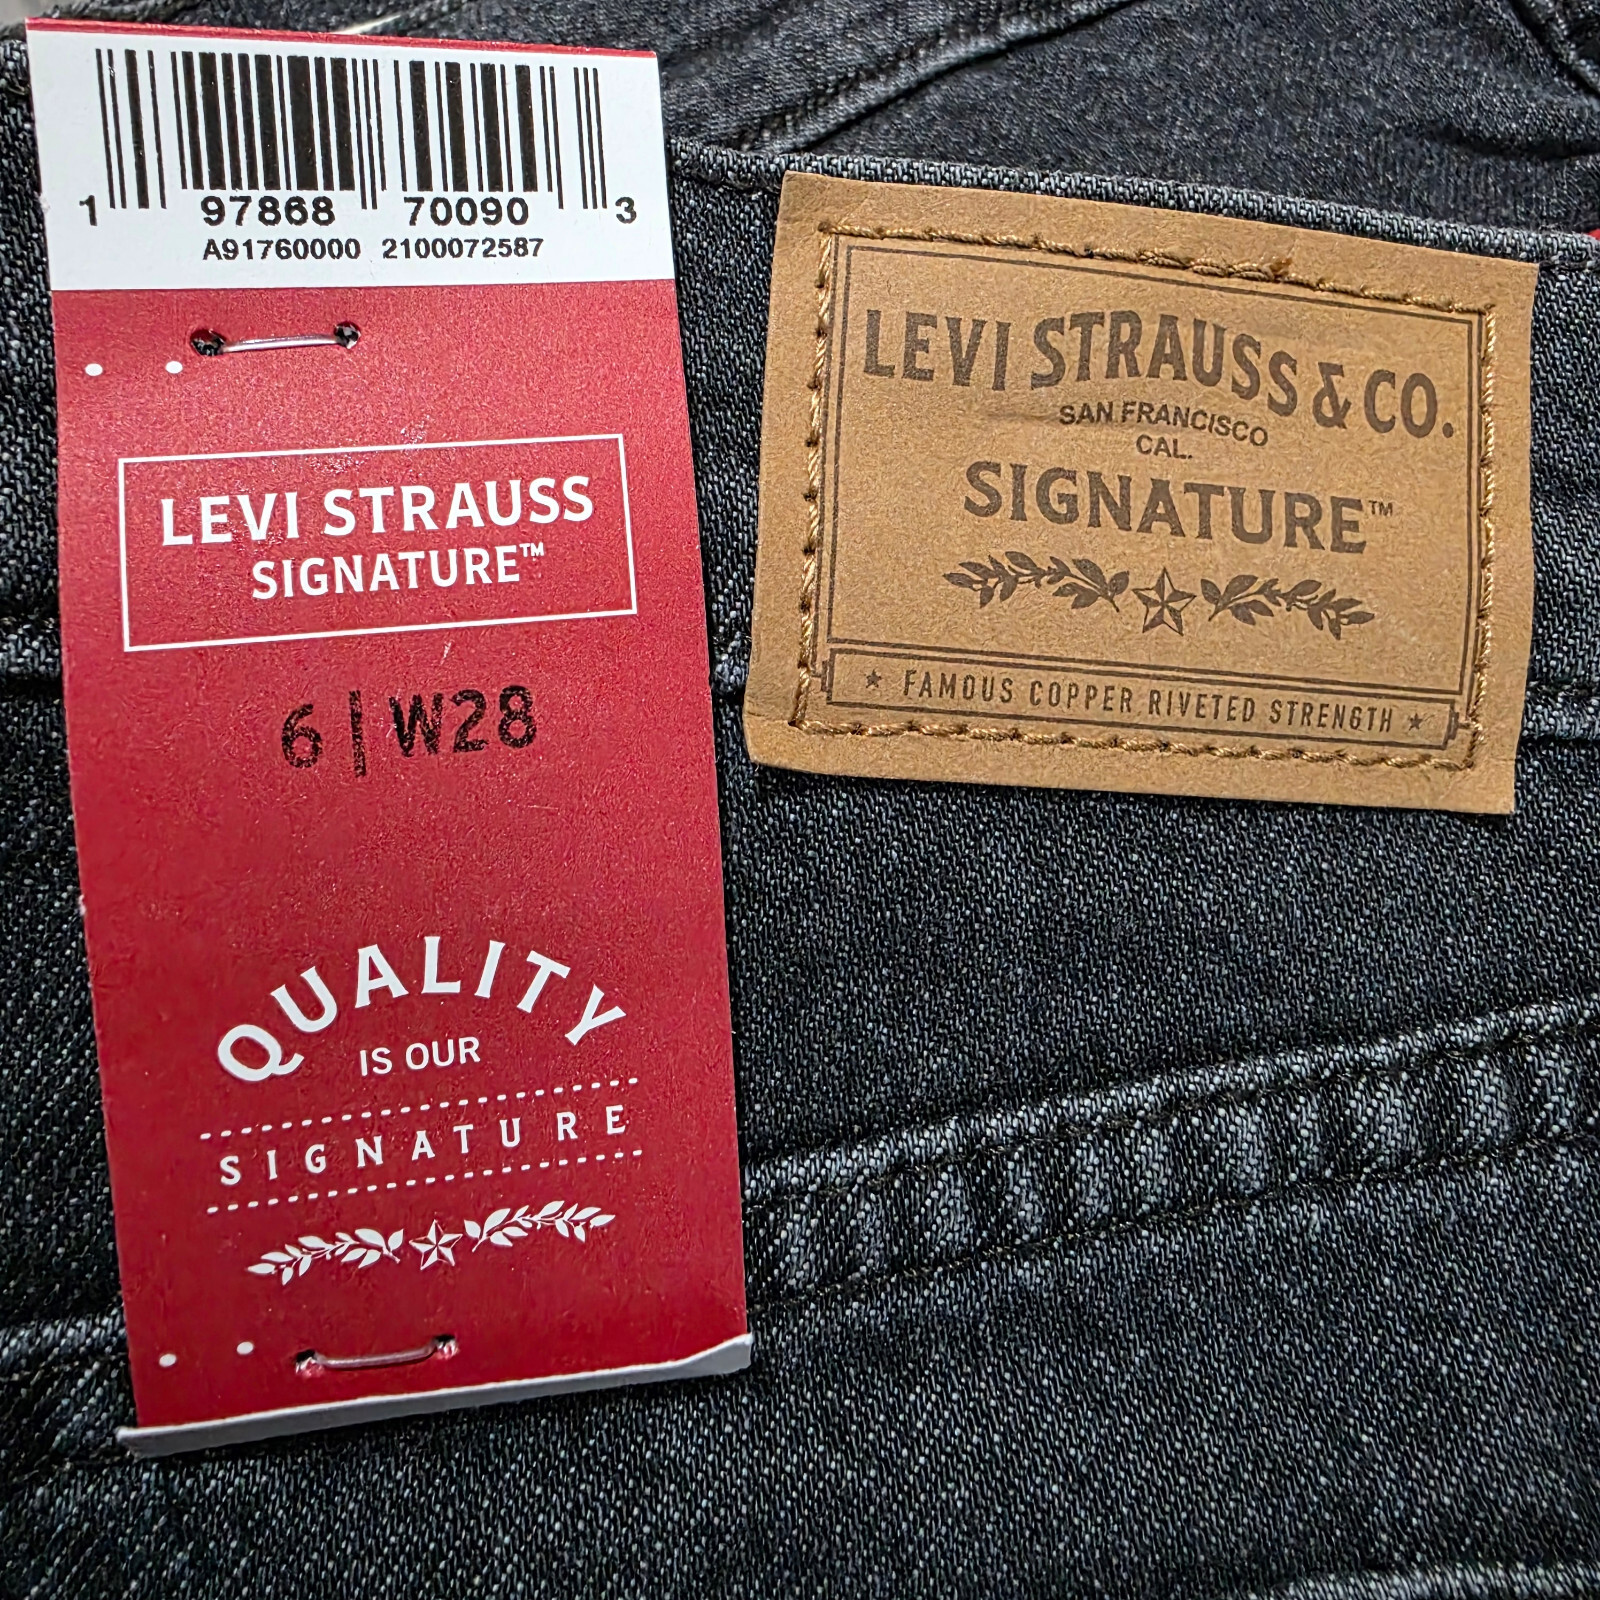 1 97868 70090 3
A91760000 2100072587
LEVI STRAUSS
SIGNATURE™
6 | W28
QUALITY
IS OUR
SIGNATURE
LEVI STRAUSS & CO.
SAN FRANCISCO
CAL.
SIGNATURE™
★ FAMOUS COPPER RIVETED STRENGTH ★